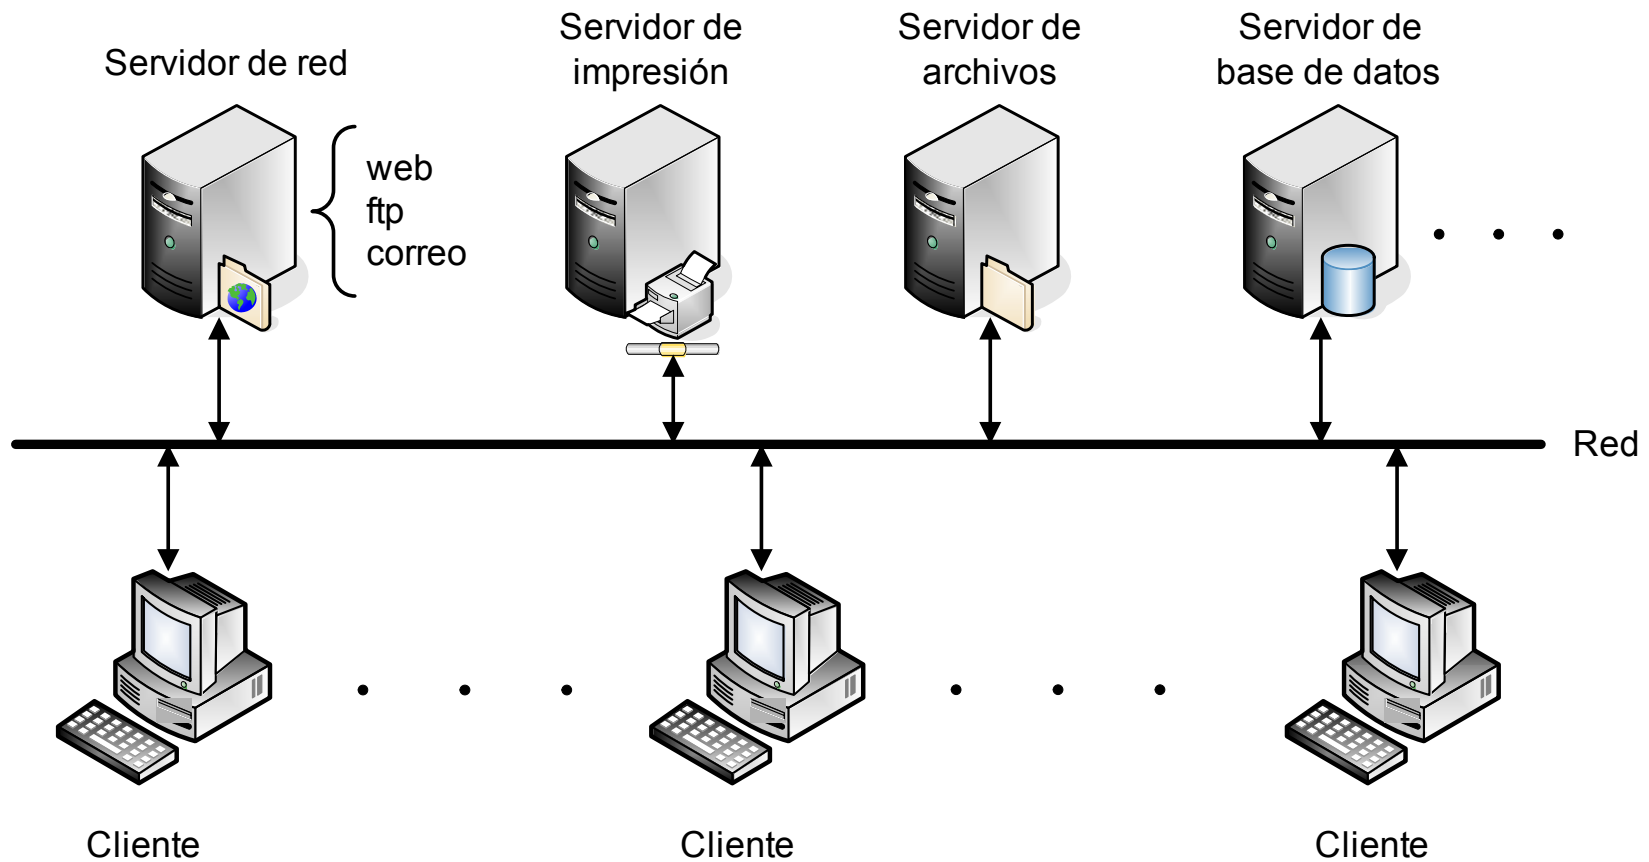 Servidor de red
Servidor de
impresión
Servidor de
archivos
Servidor de
base de datos
web
ftp
correo
Red
Cliente
Cliente
Cliente